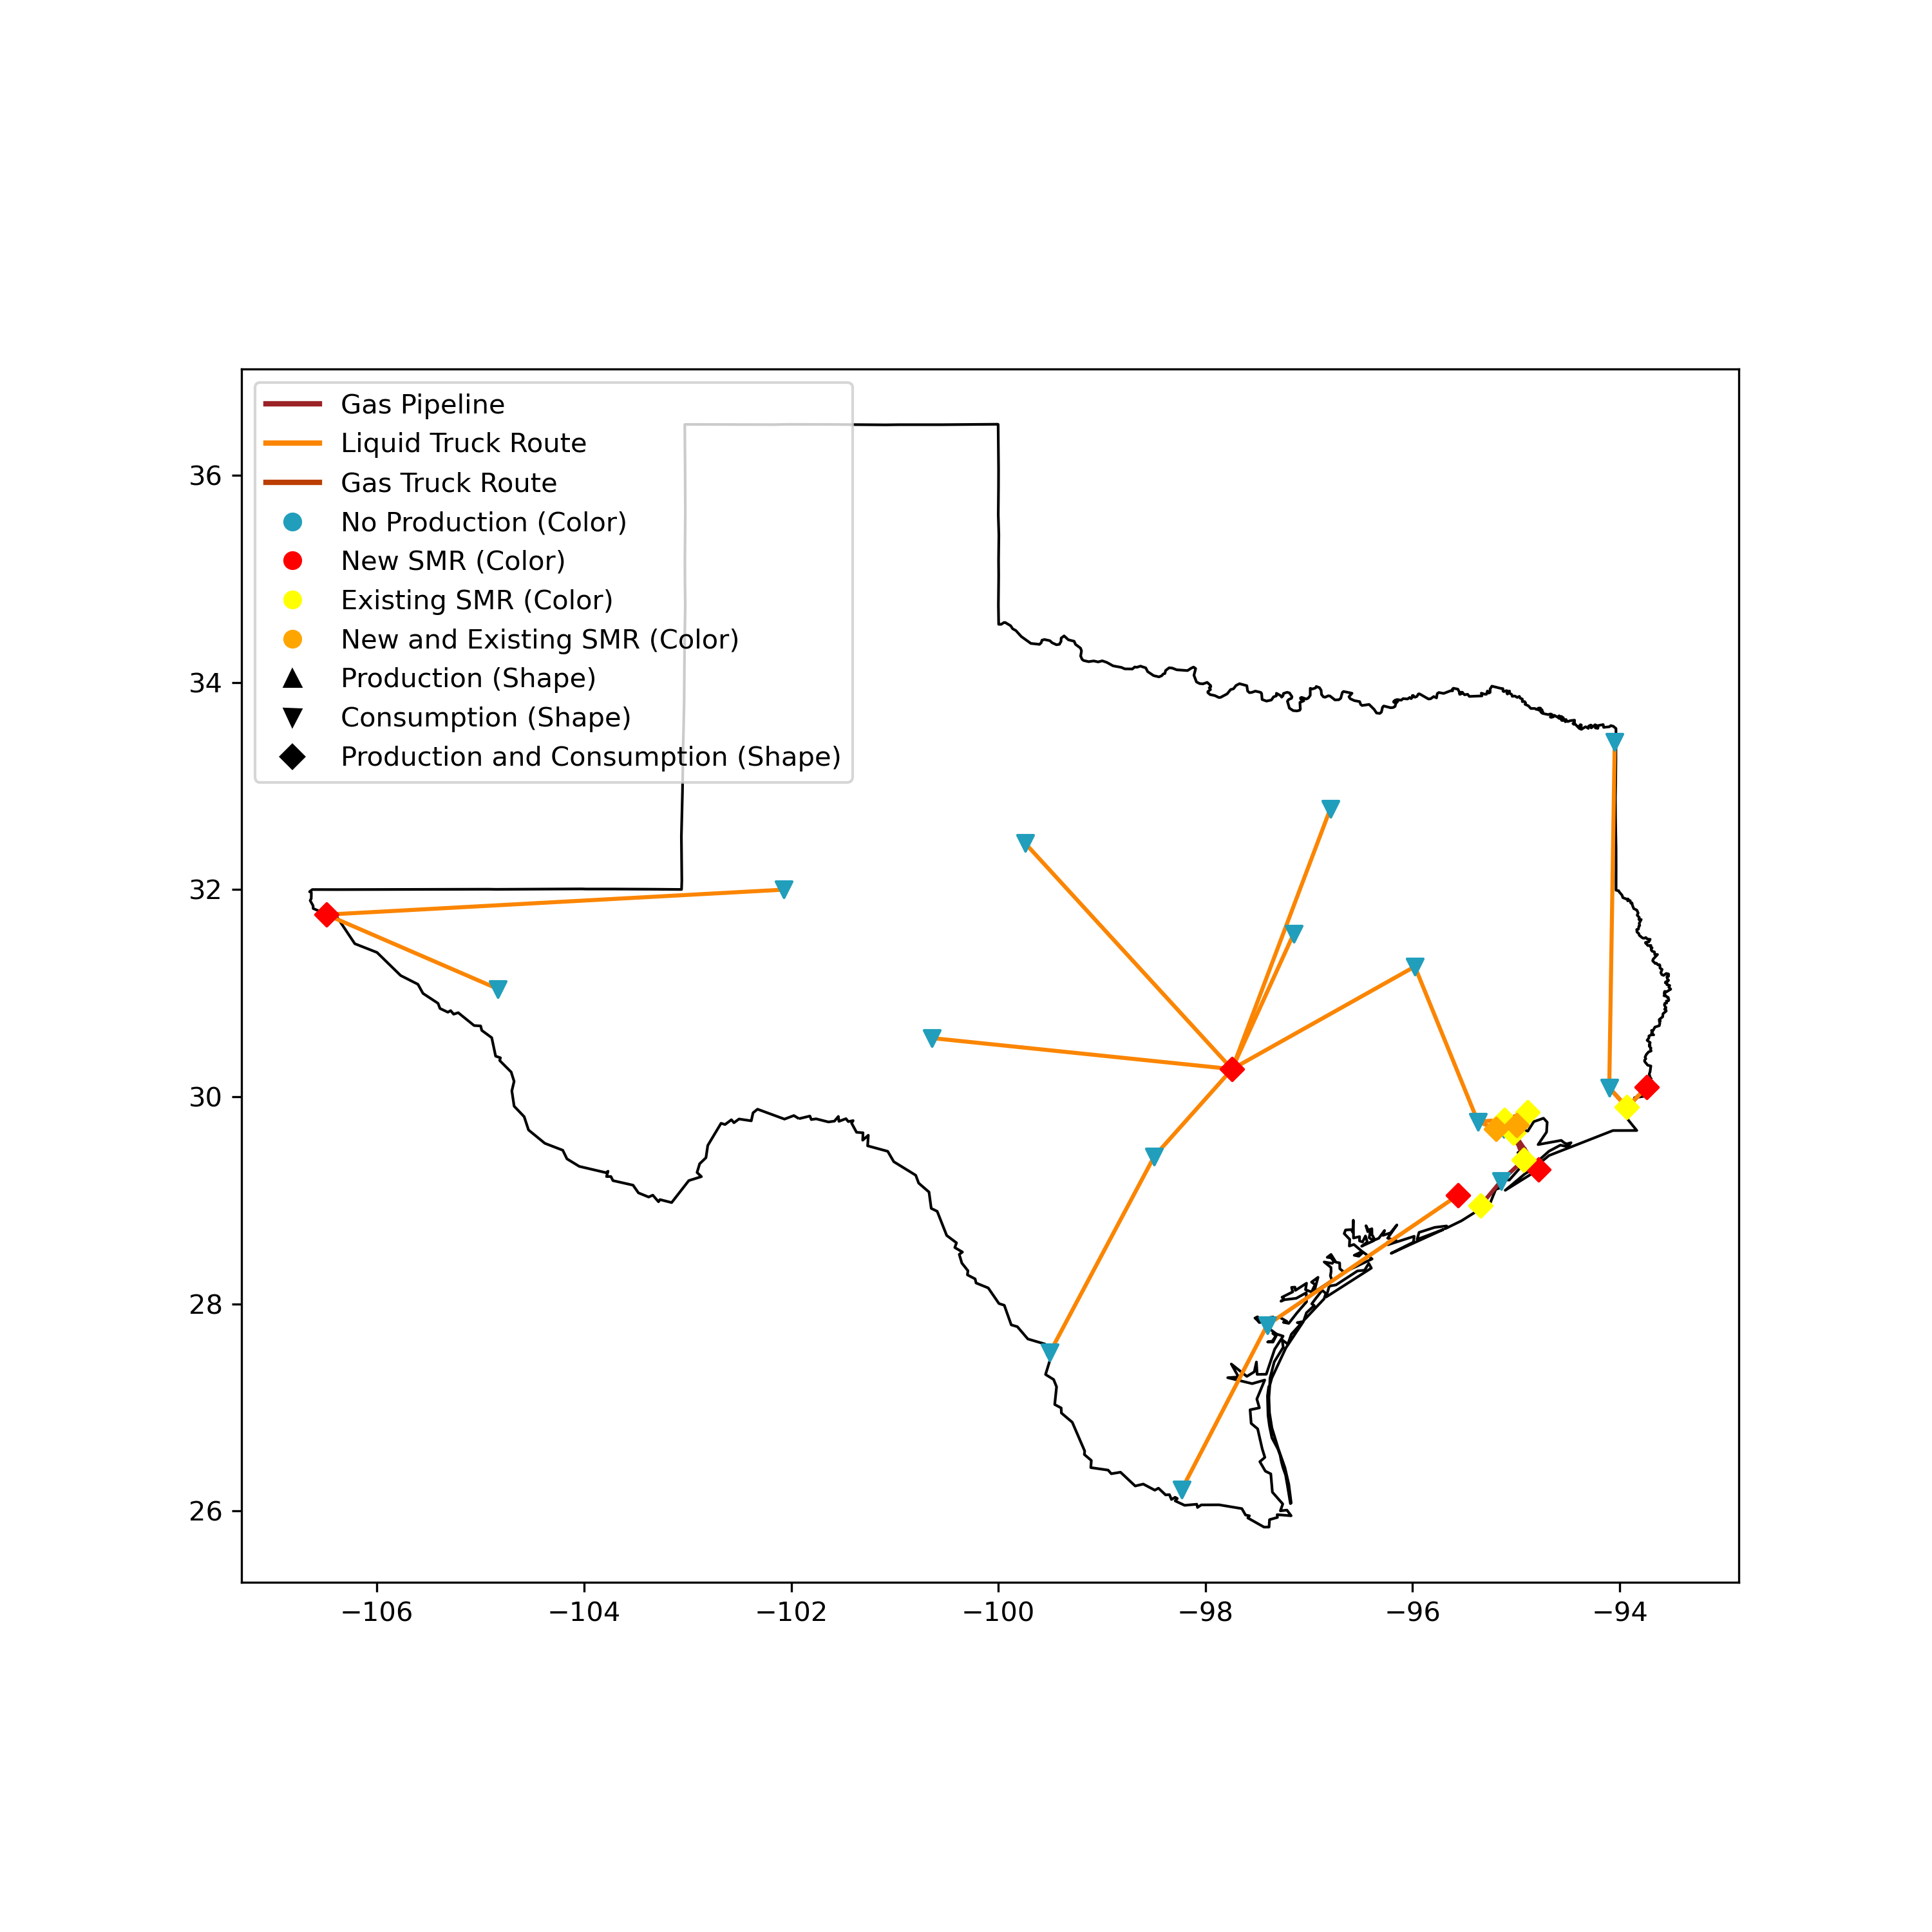 Gas Pipeline
Liquid Truck Route
Gas Truck Route
No Production (Color)
New SMR (Color)
Existing SMR (Color)
New and Existing SMR (Color)
Production (Shape)
Consumption (Shape)
Production and Consumption (Shape)
36
34
32
30
28
26
−106 −104 −102 −100 −98 −96 −94